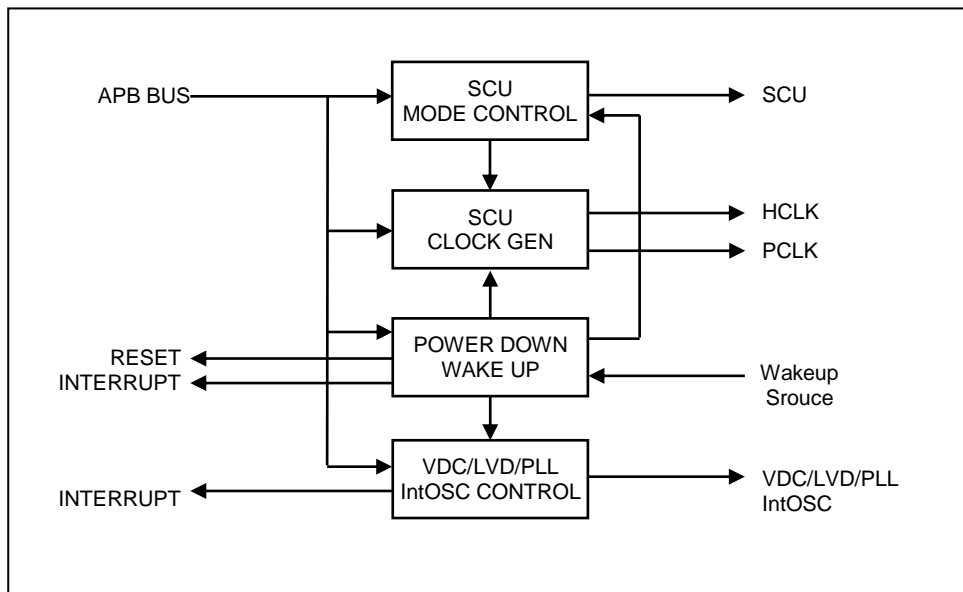 APB BUS
SCU
MODE CONTROL
SCU
SCU
CLOCK GEN
HCLK
PCLK
POWER DOWN
WAKE UP
RESET
INTERRUPT
Wakeup
Srouce
VDC/LVD/PLL
IntOSC CONTROL
INTERRUPT
VDC/LVD/PLL
IntOSC